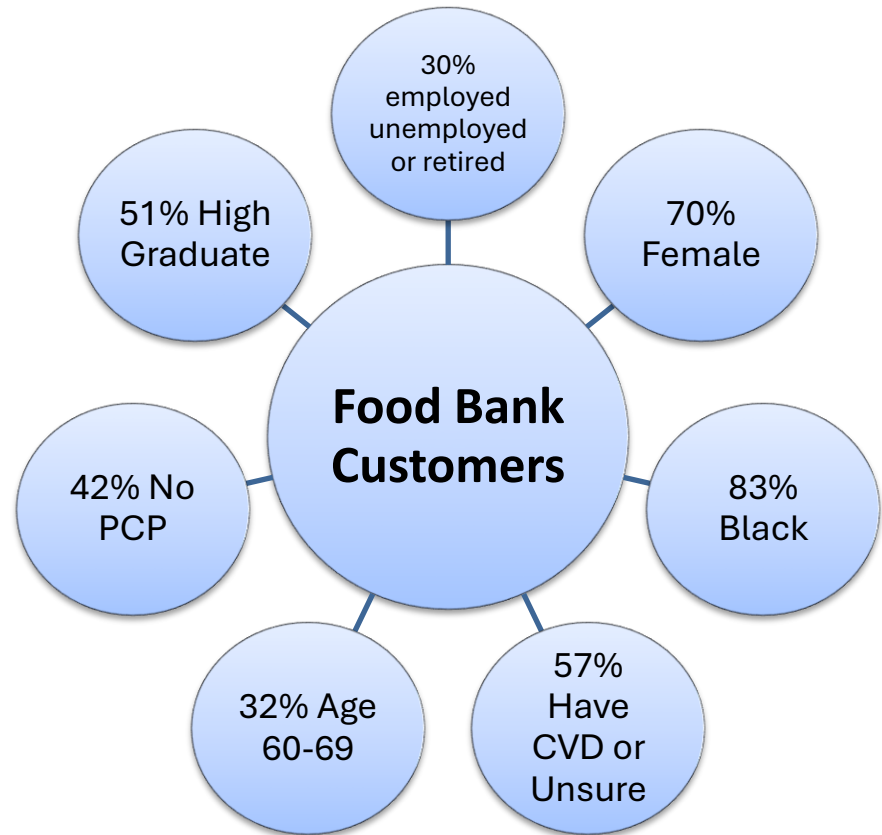 30%
employed
unemployed
or retired
70%
Female
83%
Black
57%
Have
CVD or
Unsure
32% Age
60-69
42% No
PCP
51% High
Graduate
Food Bank
Customers